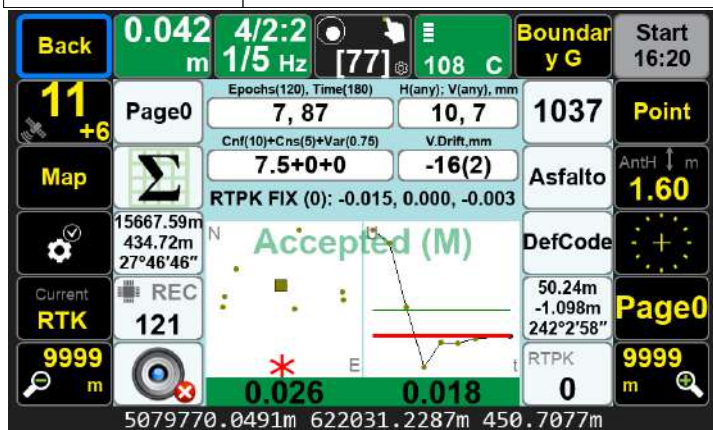 Back
0.042
m
4/2:2
1/5 Hz
[77]
108 C
Boundar
y G
Start
16:20
11
+6
Page0
Epochs(120), Time(180)
7, 87
H(any); V(any), mm
10, 7
1037
Point
Cnf(10)+Cns(5)+Var(0.75)
7.5+0+0
V.Drift,mm
-16(2)
Map
Σ
RTPK FIX (0): -0.015, 0.000, -0.003
Asfalto
AntH m
1.60
15667.59m
434.72m
27°46'46"
N
U
Accepted (M)
DefCode
Current
RTK
REC
121
50.24m
-1.098m
242°2'58"
Page0
E
t
9999
m
0.026
0.018
RTPK
0
9999
m
5079770.0491m 622031.2287m 450.7077m